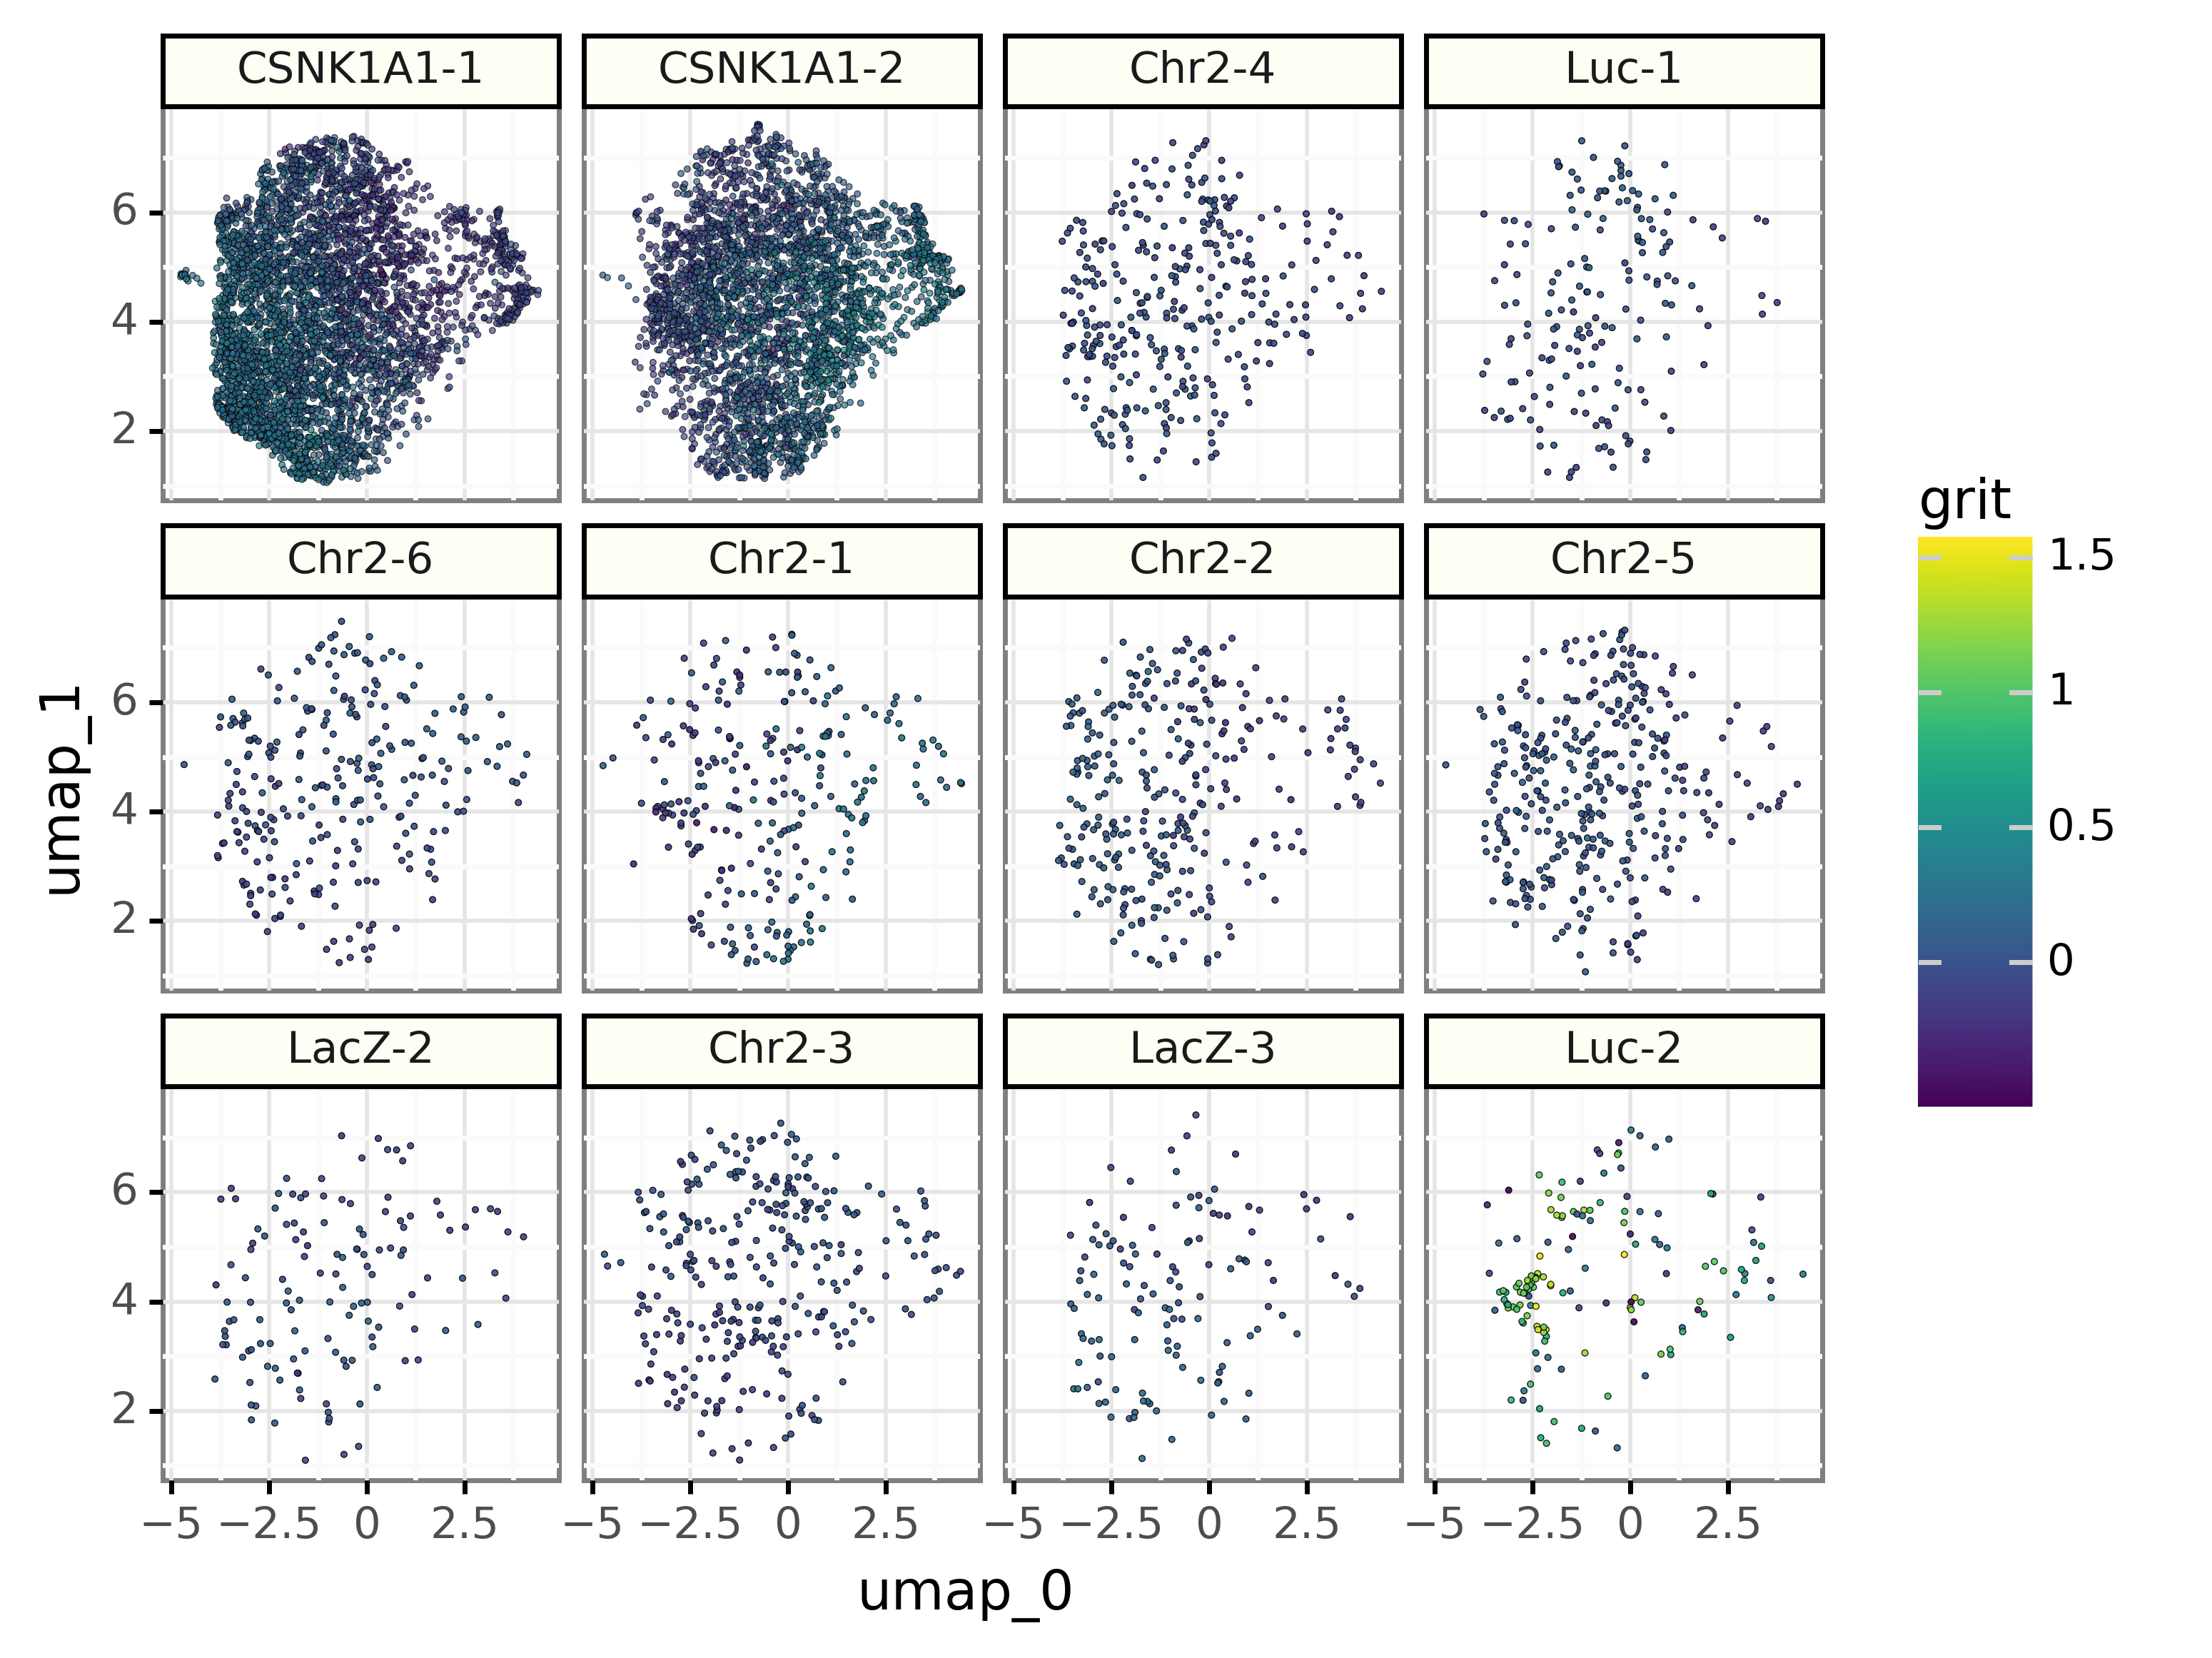 CSNK1A1-1 CSNK1A1-2 Chr2-4 Luc-1
6
4
2
Chr2-6 Chr2-1 Chr2-2 Chr2-5
6
4
2
LacZ-2 Chr2-3 LacZ-3 Luc-2
6
4
2
−5 −2.5 0 2.5 −5 −2.5 0 2.5 −5 −2.5 0 2.5 −5 −2.5 0 2.5
umap_0
umap_1
grit
1.5
1
0.5
0